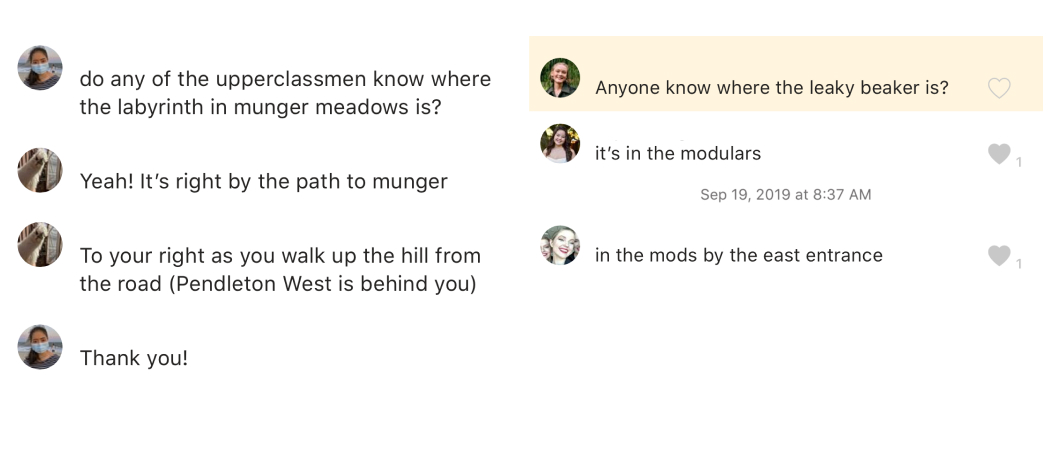 do any of the upperclassmen know where
the labyrinth in munger meadows is?
Yeah! It’s right by the path to munger
To your right as you walk up the hill from
the road (Pendleton West is behind you)
Thank you!
Anyone know where the leaky beaker is?
it’s in the modulars
1
Sep 19, 2019 at 8:37 AM
in the mods by the east entrance
1